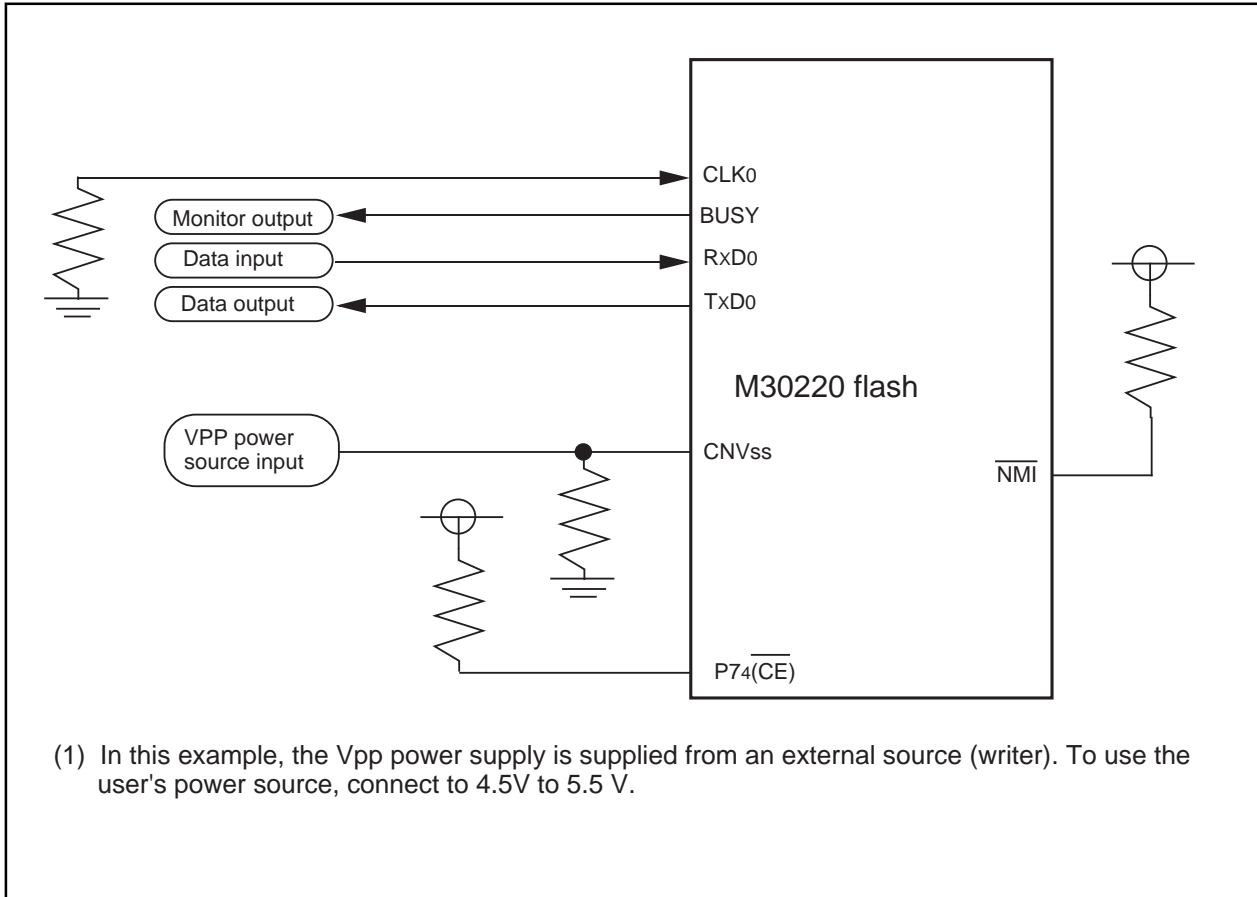 CLK0
Monitor output
BUSY
Data input
RxD0
Data output
TxD0
M30220 flash
VPP power
source input
CNVss
NMI
P74(CE)
(1) In this example, the Vpp power supply is supplied from an external source (writer). To use the
user's power source, connect to 4.5V to 5.5 V.